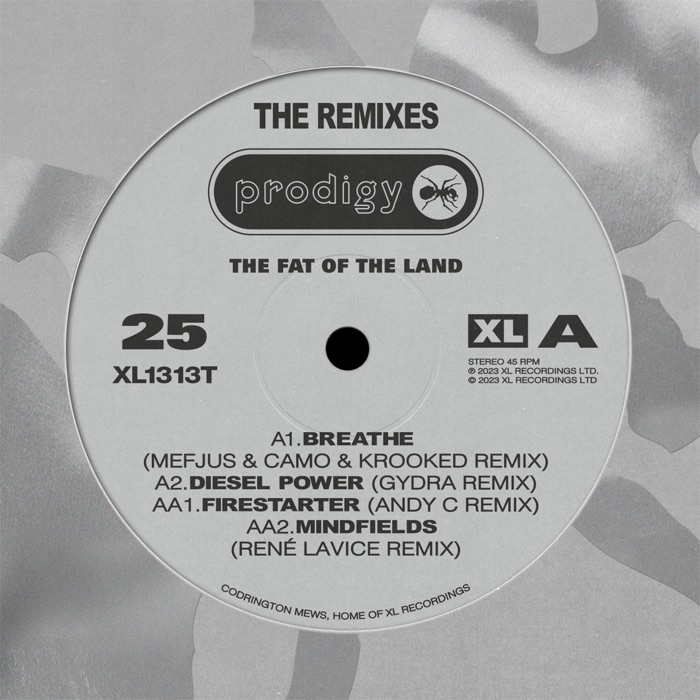 THE REMIXES
prodigy
THE FAT OF THE LAND
25
XL1313T
XL A
STEREO 45 RPM
℗ 2023 XL RECORDINGS LTD.
© 2023 XL RECORDINGS LTD
A1.BREATHE
(MEFJUS & CAMO & KROOKED REMIX)
A2.DIESEL POWER (GYDRA REMIX)
AA1.FIRESTARTER (ANDY C REMIX)
AA2.MINDFIELDS
(RENÉ LAVICE REMIX)
CODRINGTON MEWS, HOME OF XL RECORDINGS